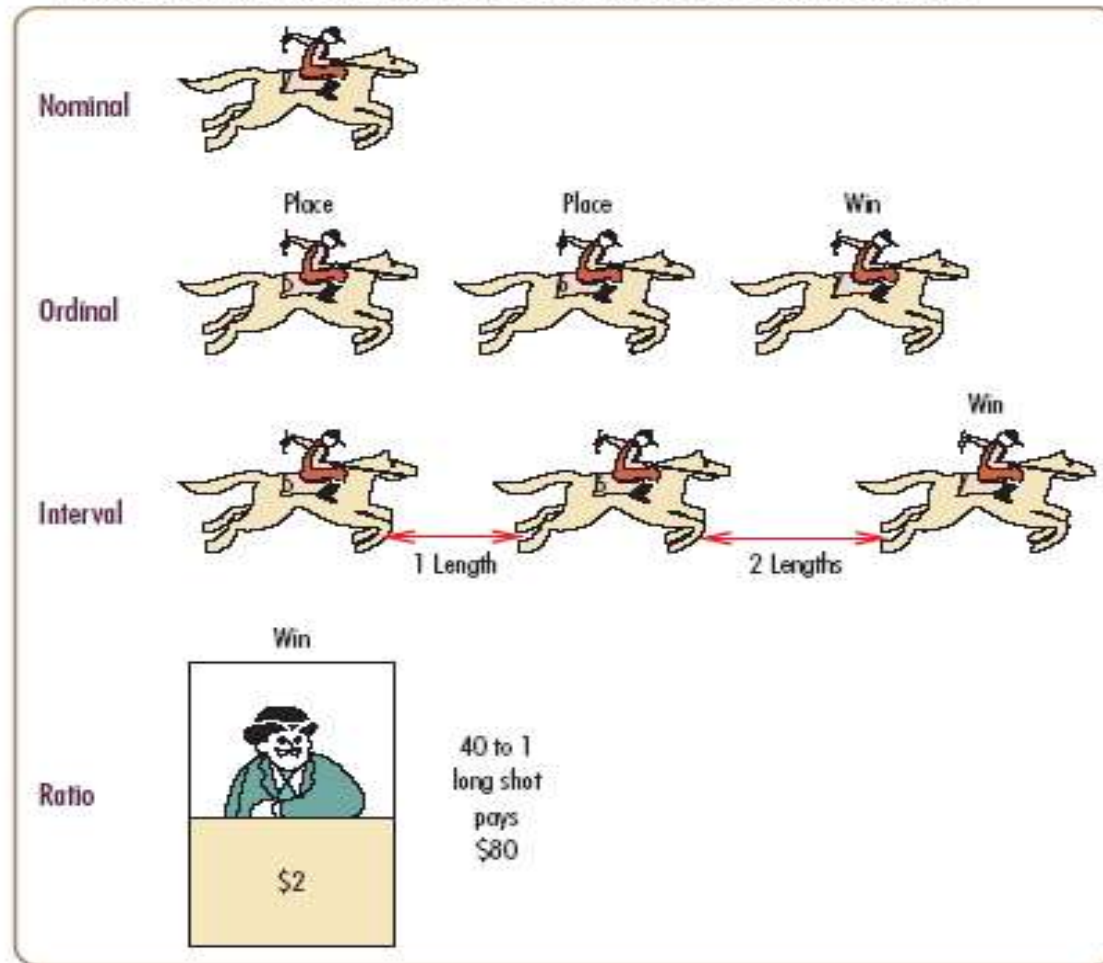 Nominal
Place Place Win
Ordinal
Win
Interval
1 Length 2 Lengths
Win
40 to 1
long shot
Ratio
pays
$80
$2